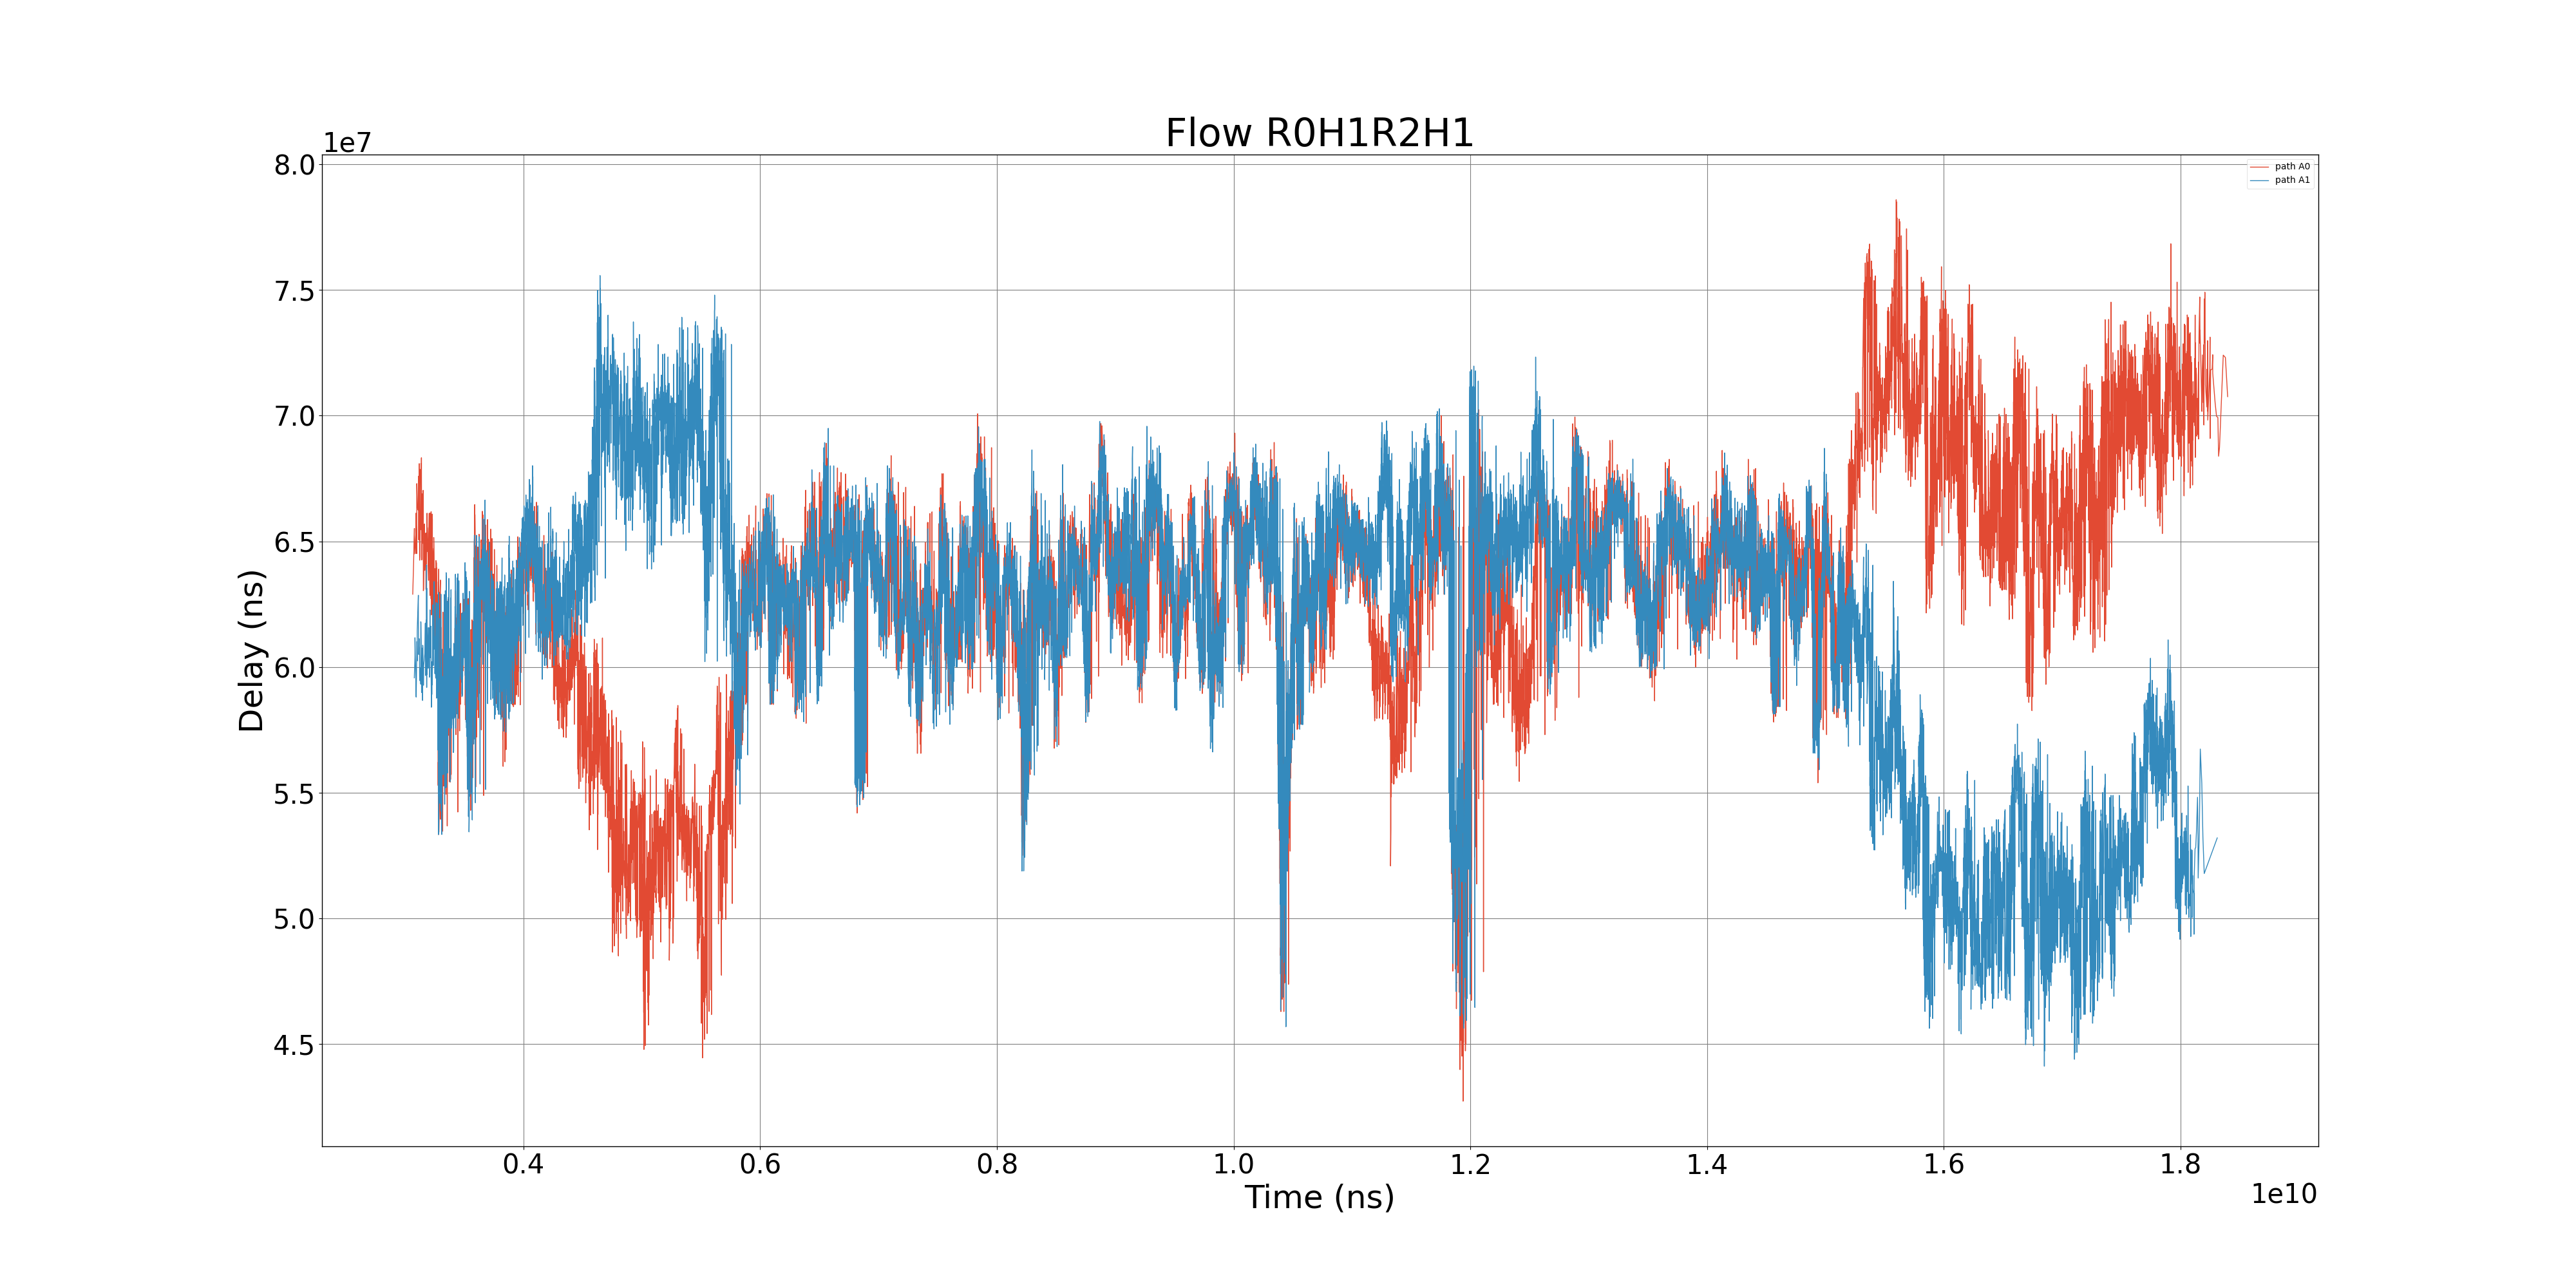 Flow R0H1R2H1
1e7
path A0
path A1
8.0
7.5
7.0
6.5
6.0
5.5
5.0
4.5
Delay (ns)
0.4 0.6 0.8 1.0 1.2 1.4 1.6 1.8
Time (ns)
1e10